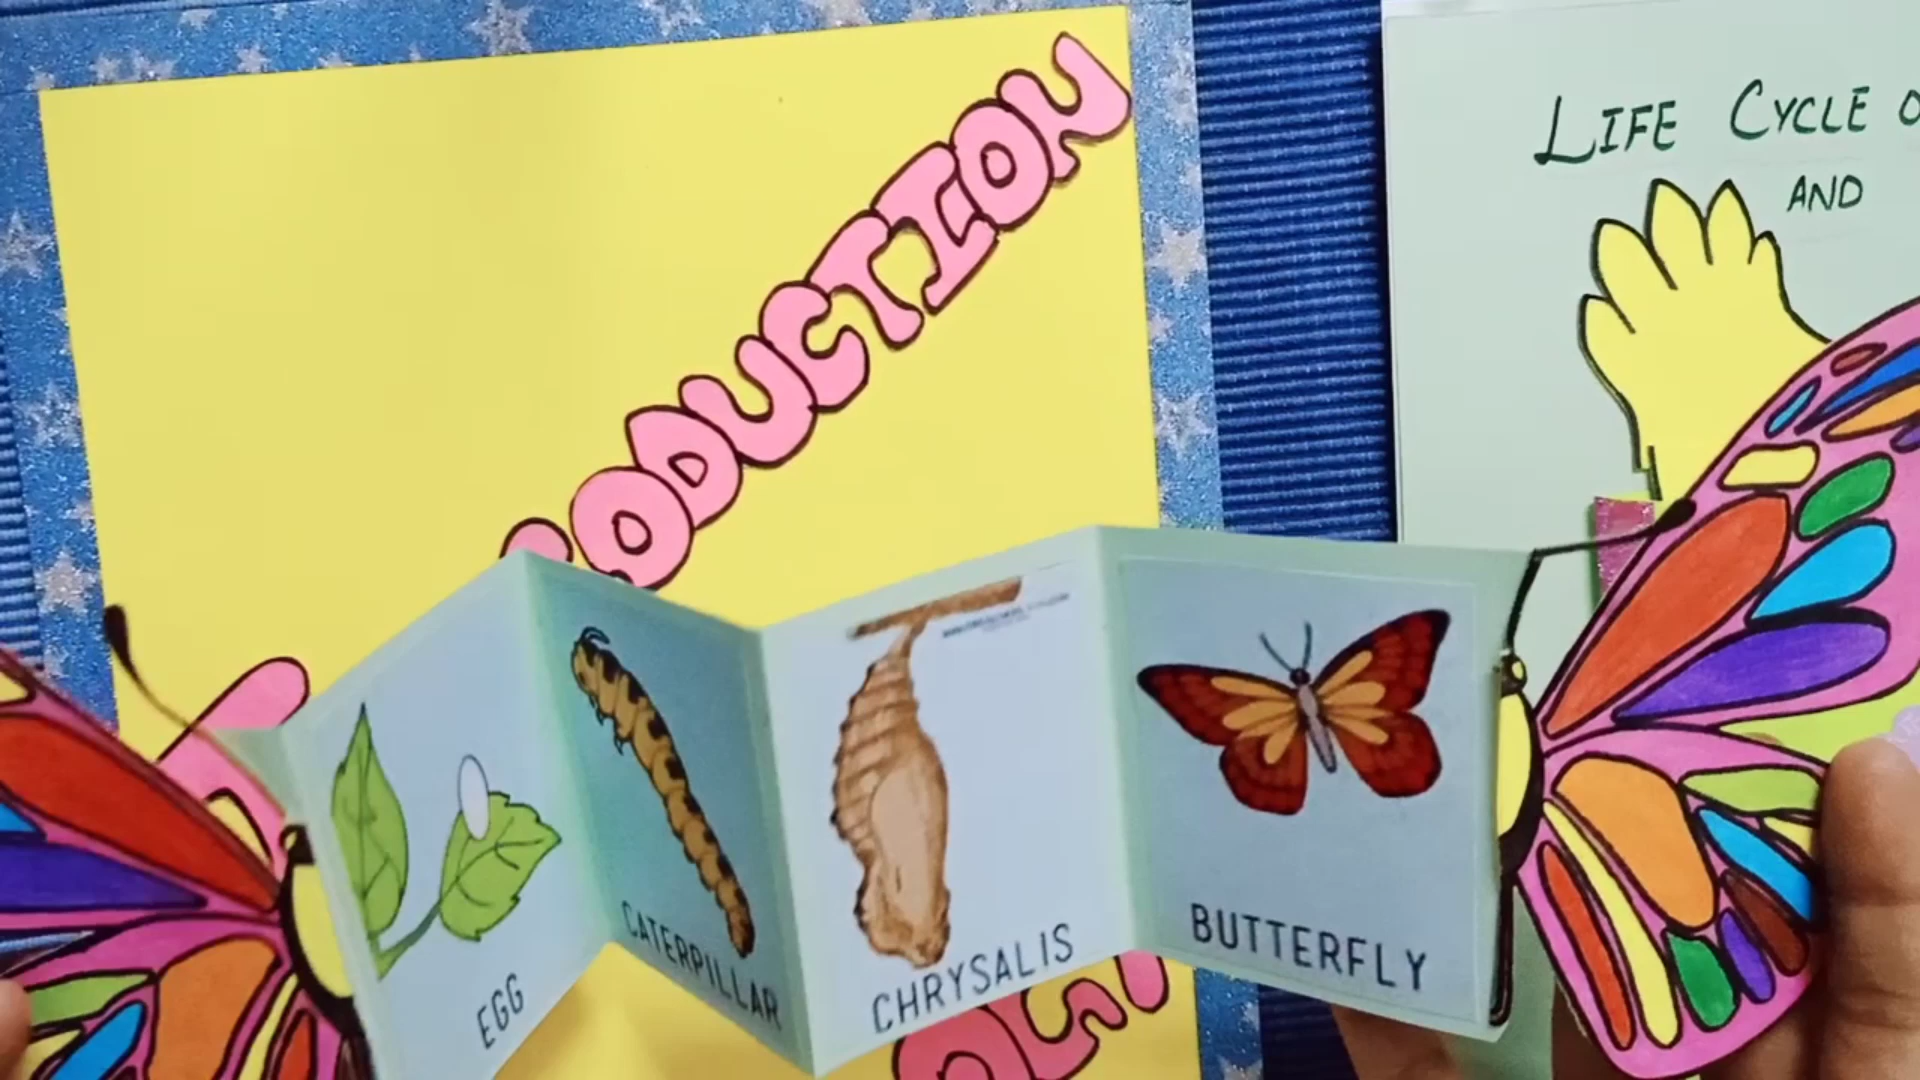 ODUCTION
LIFE CYCLE O
AND
EGG
CATERPILLAR
CHRYSALIS
BUTTERFLY